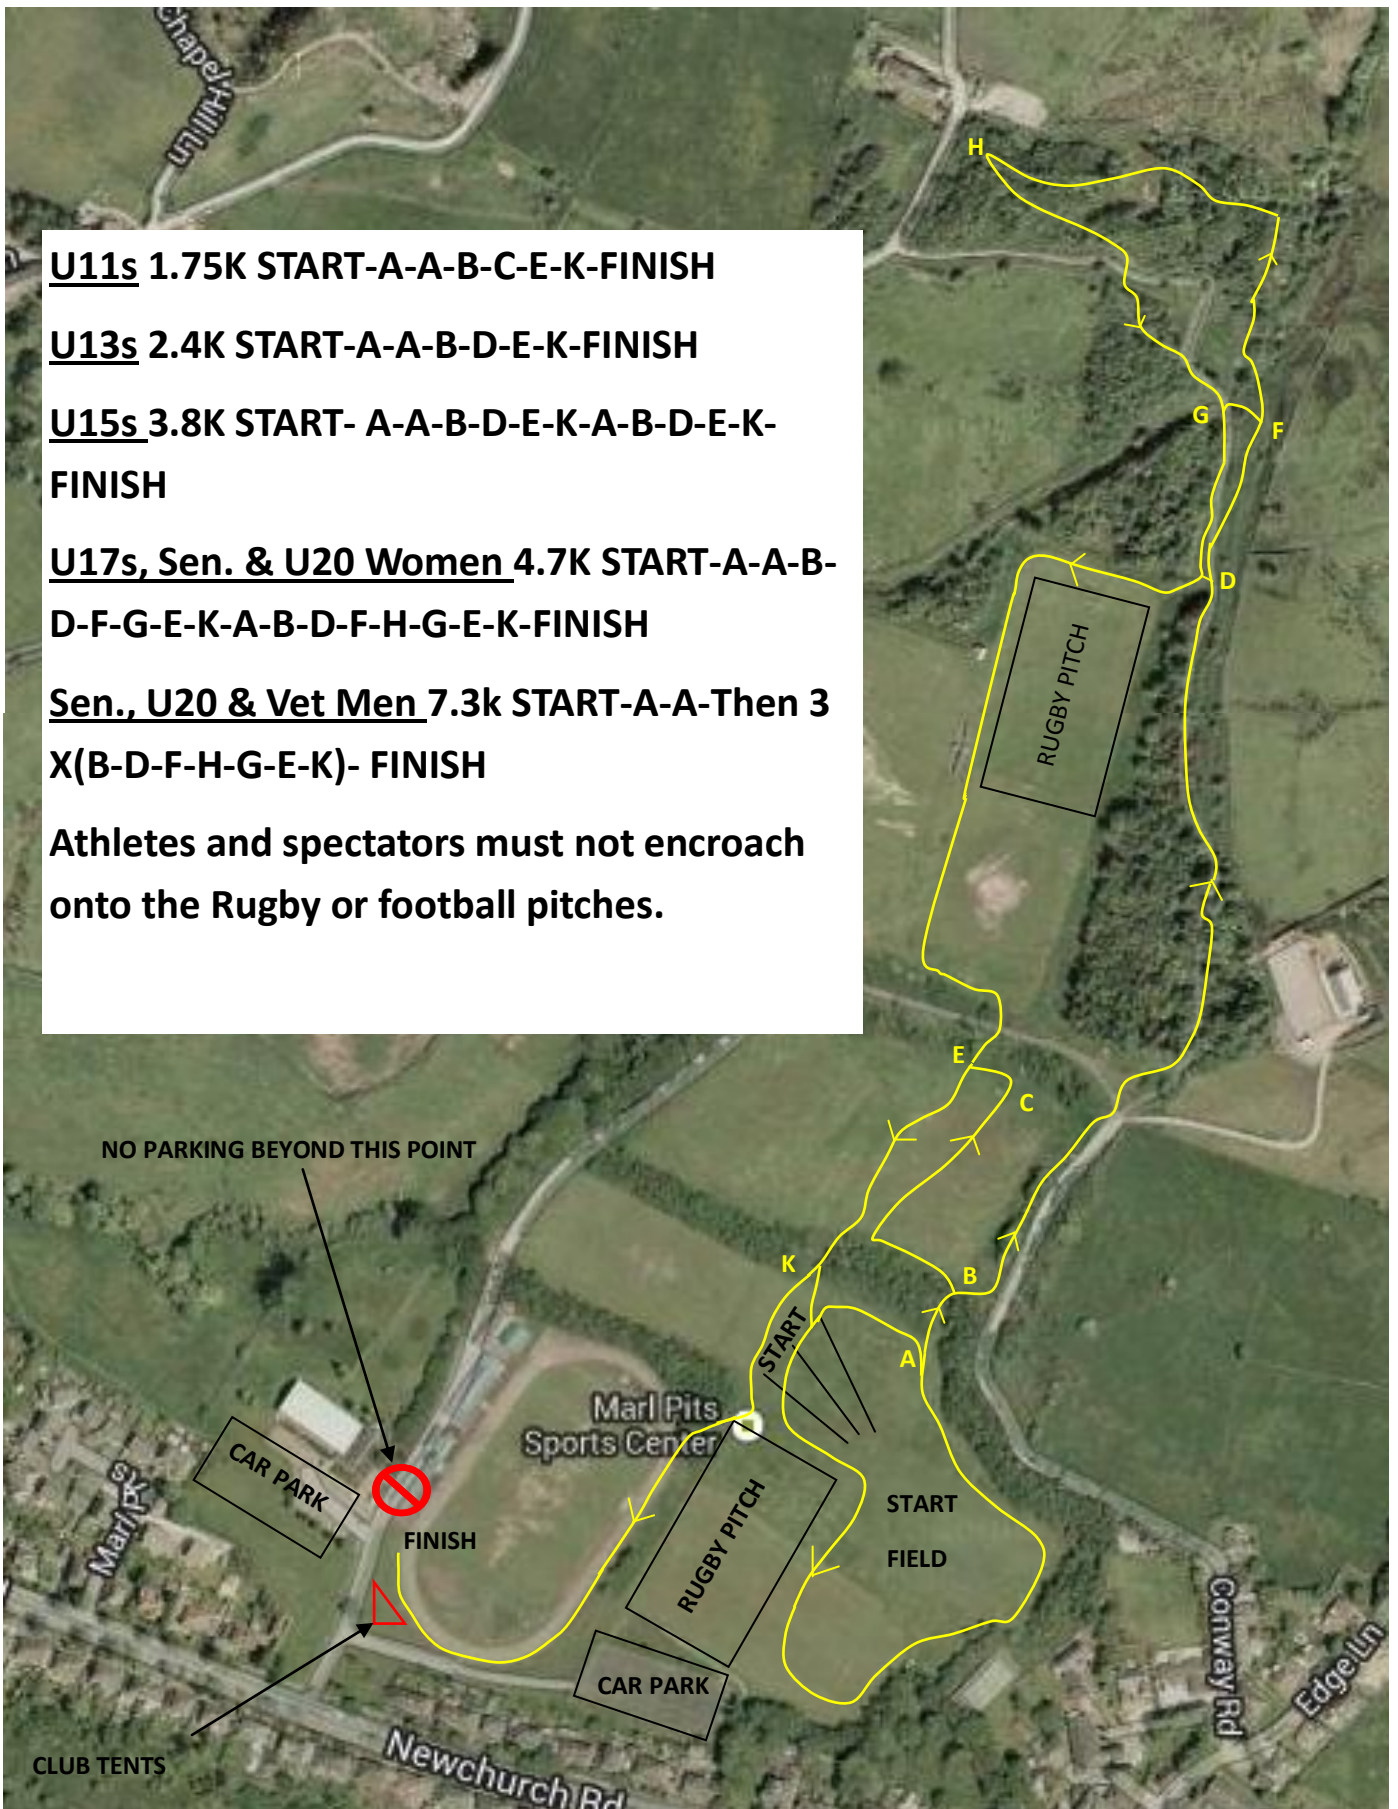 Chapel Hill Ln
H
U11s 1.75K START-A-A-B-C-E-K-FINISH
U13s 2.4K START-A-A-B-D-E-K-FINISH
U15s 3.8K START- A-A-B-D-E-K-A-B-D-E-K-
FINISH
U17s, Sen. & U20 Women 4.7K START-A-A-B-
D-F-G-E-K-A-B-D-F-H-G-E-K-FINISH
Sen., U20 & Vet Men 7.3k START-A-A-Then 3
X(B-D-F-H-G-E-K)- FINISH
Athletes and spectators must not encroach
onto the Rugby or football pitches.
G
F
D
RUGBY PITCH
E
C
NO PARKING BEYOND THIS POINT
K
B
START
A
Marl Pits
Sports Center
CAR PARK
Marl Pks
FINISH
RUGBY PITCH
START
FIELD
CAR PARK
Conway Rd
Edge Ln
Newchurch Rd
CLUB TENTS